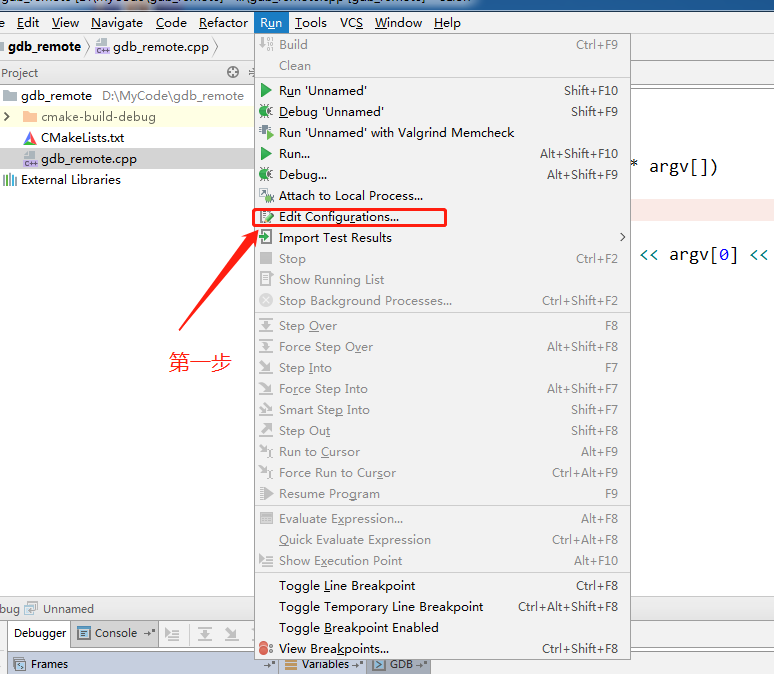 Edit View Navigate Code Refactor Run Tools VCS Window Help
gdb_remote gdb_remote.cpp
Project
gdb_remote D:\MyCode\gdb_remote
cmake-build-debug
CMakeLists.txt
gdb_remote.cpp
External Libraries
Build Ctrl+F9
Clean
Run 'Unnamed' Shift+F10
Debug 'Unnamed' Shift+F9
Run 'Unnamed' with Valgrind Memcheck
Run... Alt+Shift+F10
Debug... Alt+Shift+F9
Attach to Local Process...
Edit Configurations...
Import Test Results
Stop Ctrl+F2
Show Running List
Stop Background Processes... Ctrl+Shift+F2
Step Over F8
Force Step Over Alt+Shift+F8
Step Into F7
Force Step Into Alt+Shift+F7
Smart Step Into Shift+F7
Step Out Shift+F8
Run to Cursor Alt+F9
Force Run to Cursor Ctrl+Alt+F9
Resume Program F9
Evaluate Expression... Alt+F8
Quick Evaluate Expression Ctrl+Alt+F8
Show Execution Point Alt+F10
Toggle Line Breakpoint Ctrl+F8
Toggle Temporary Line Breakpoint Ctrl+Alt+Shift+F8
Toggle Breakpoint Enabled
View Breakpoints... Ctrl+Shift+F8
* argv[])
<< argv[0] <<
第一步
bug Unnamed
Debugger Console
Frames Variables GDB